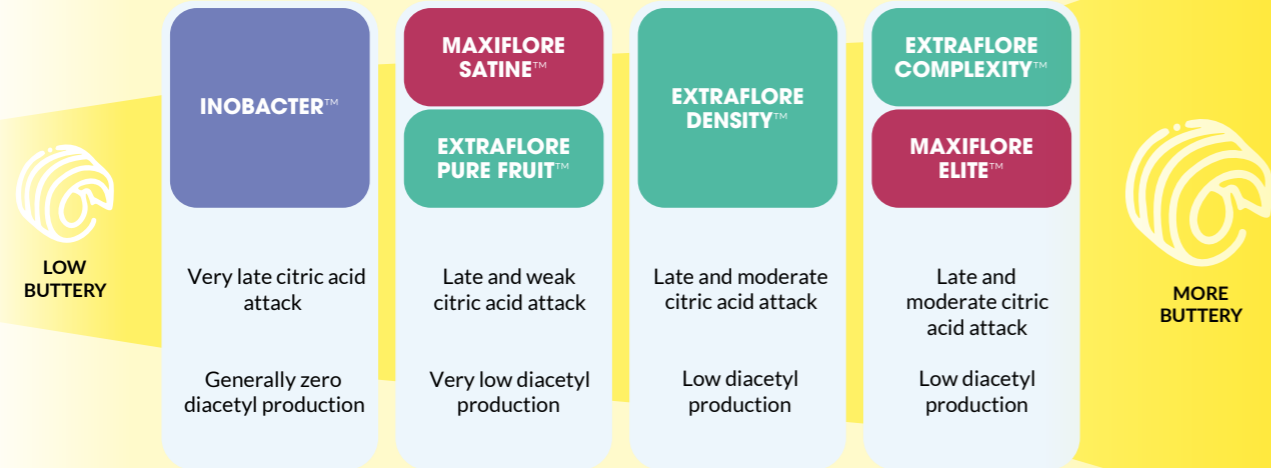 LOW
BUTTERY
INOBACTER™
Very late citric acid
attack
Generally zero
diacetyl production
MAXIFLORE
SATINE™
EXTRAFLORE
PURE FRUIT™
Late and weak
citric acid attack
Very low diacetyl
production
EXTRAFLORE
DENSITY™
Late and moderate
citric acid attack
Low diacetyl
production
EXTRAFLORE
COMPLEXITY™
MAXIFLORE
ELITE™
Late and
moderate citric
acid attack
Low diacetyl
production
MORE
BUTTERY